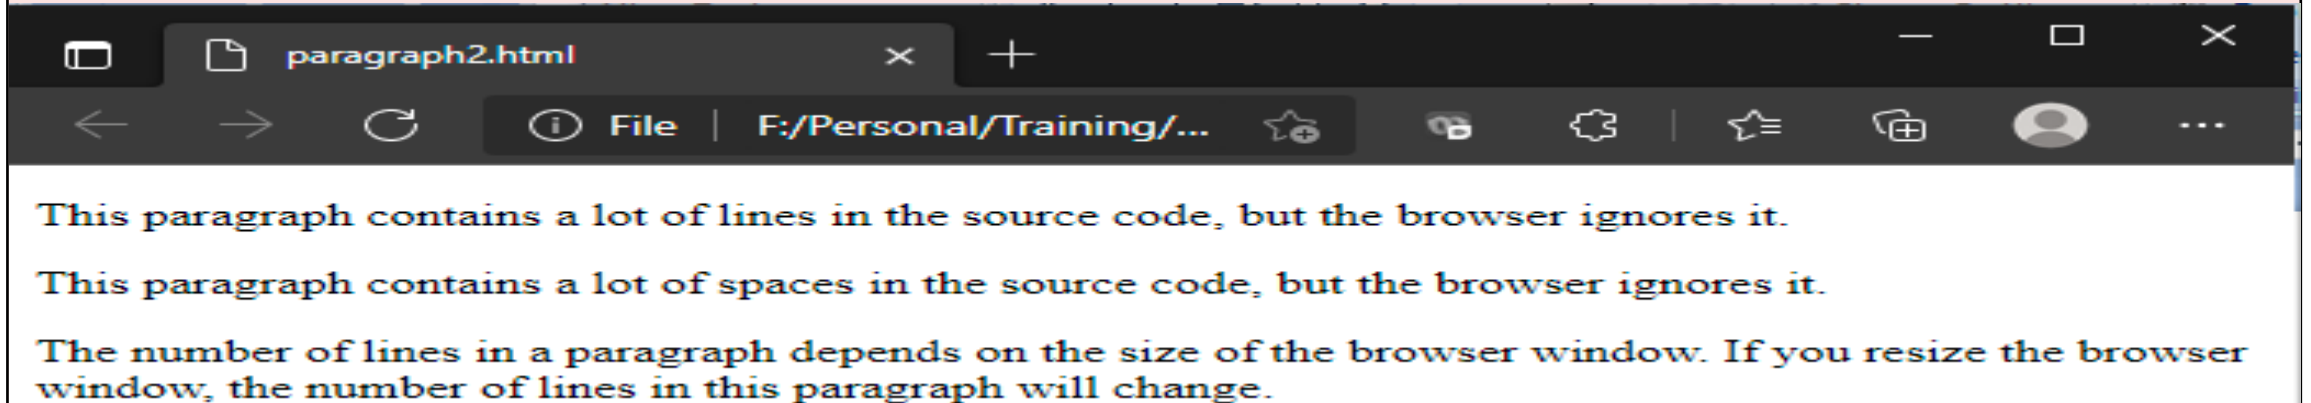 paragraph2.html
File | F:/Personal/Training/...
This paragraph contains a lot of lines in the source code, but the browser ignores it.
This paragraph contains a lot of spaces in the source code, but the browser ignores it.
The number of lines in a paragraph depends on the size of the browser window. If you resize the browser
window, the number of lines in this paragraph will change.